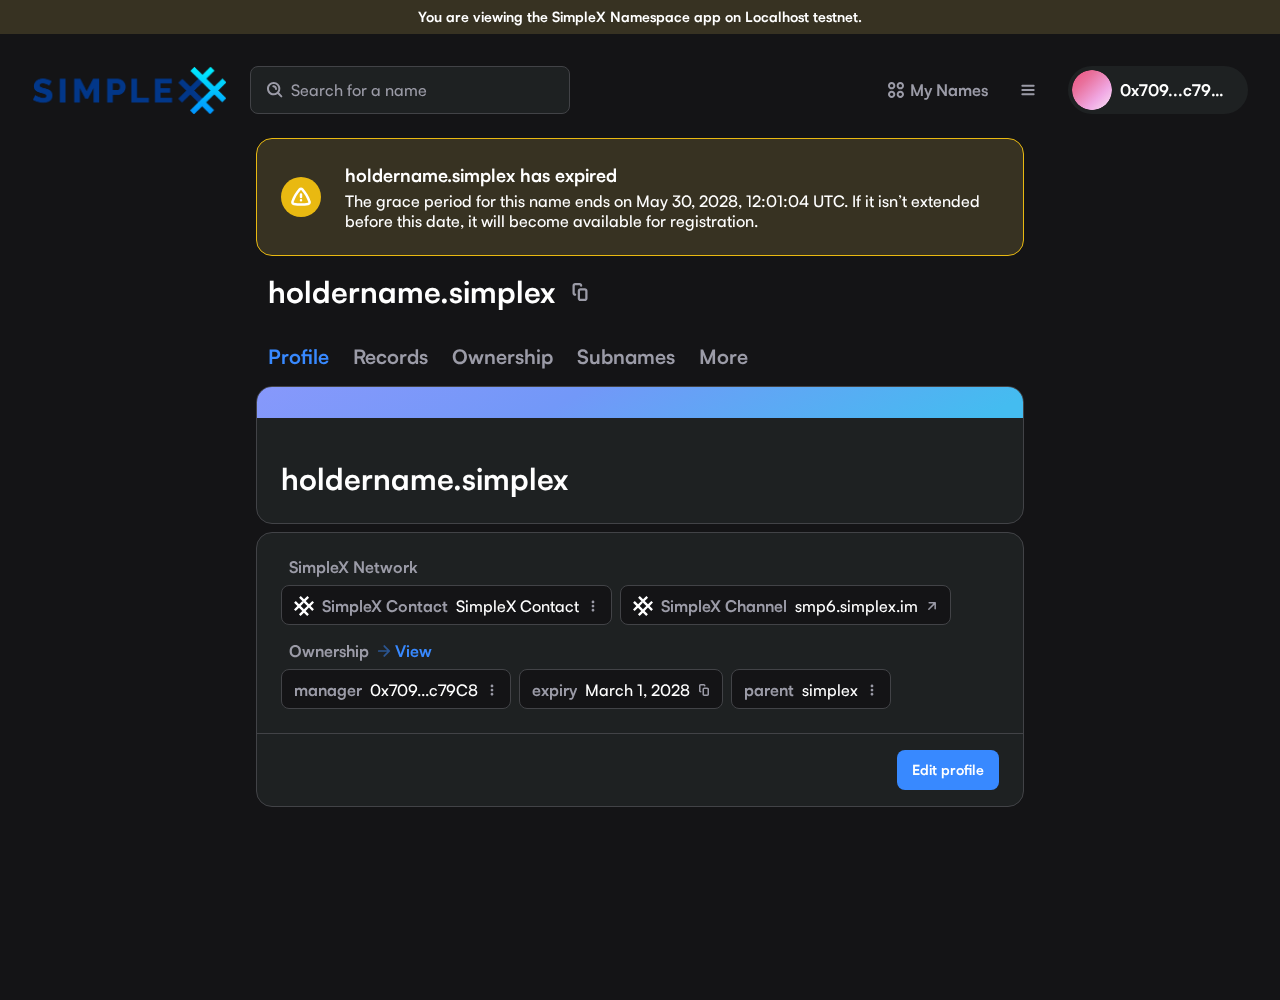 You are viewing the SimpleX Namespace app on Localhost testnet.
SIMPLEX
Search for a name
My Names
0x709...c79...
holdername.simplex has expired
The grace period for this name ends on May 30, 2028, 12:01:04 UTC. If it isn't extended
before this date, it will become available for registration.
holdername.simplex
Profile Records Ownership Subnames More
holdername.simplex
SimpleX Network
SimpleX Contact SimpleX Contact SimpleX Channel smp6.simplex.im
Ownership View
manager 0x709...c79C8 expiry March 1, 2028 parent simplex
Edit profile